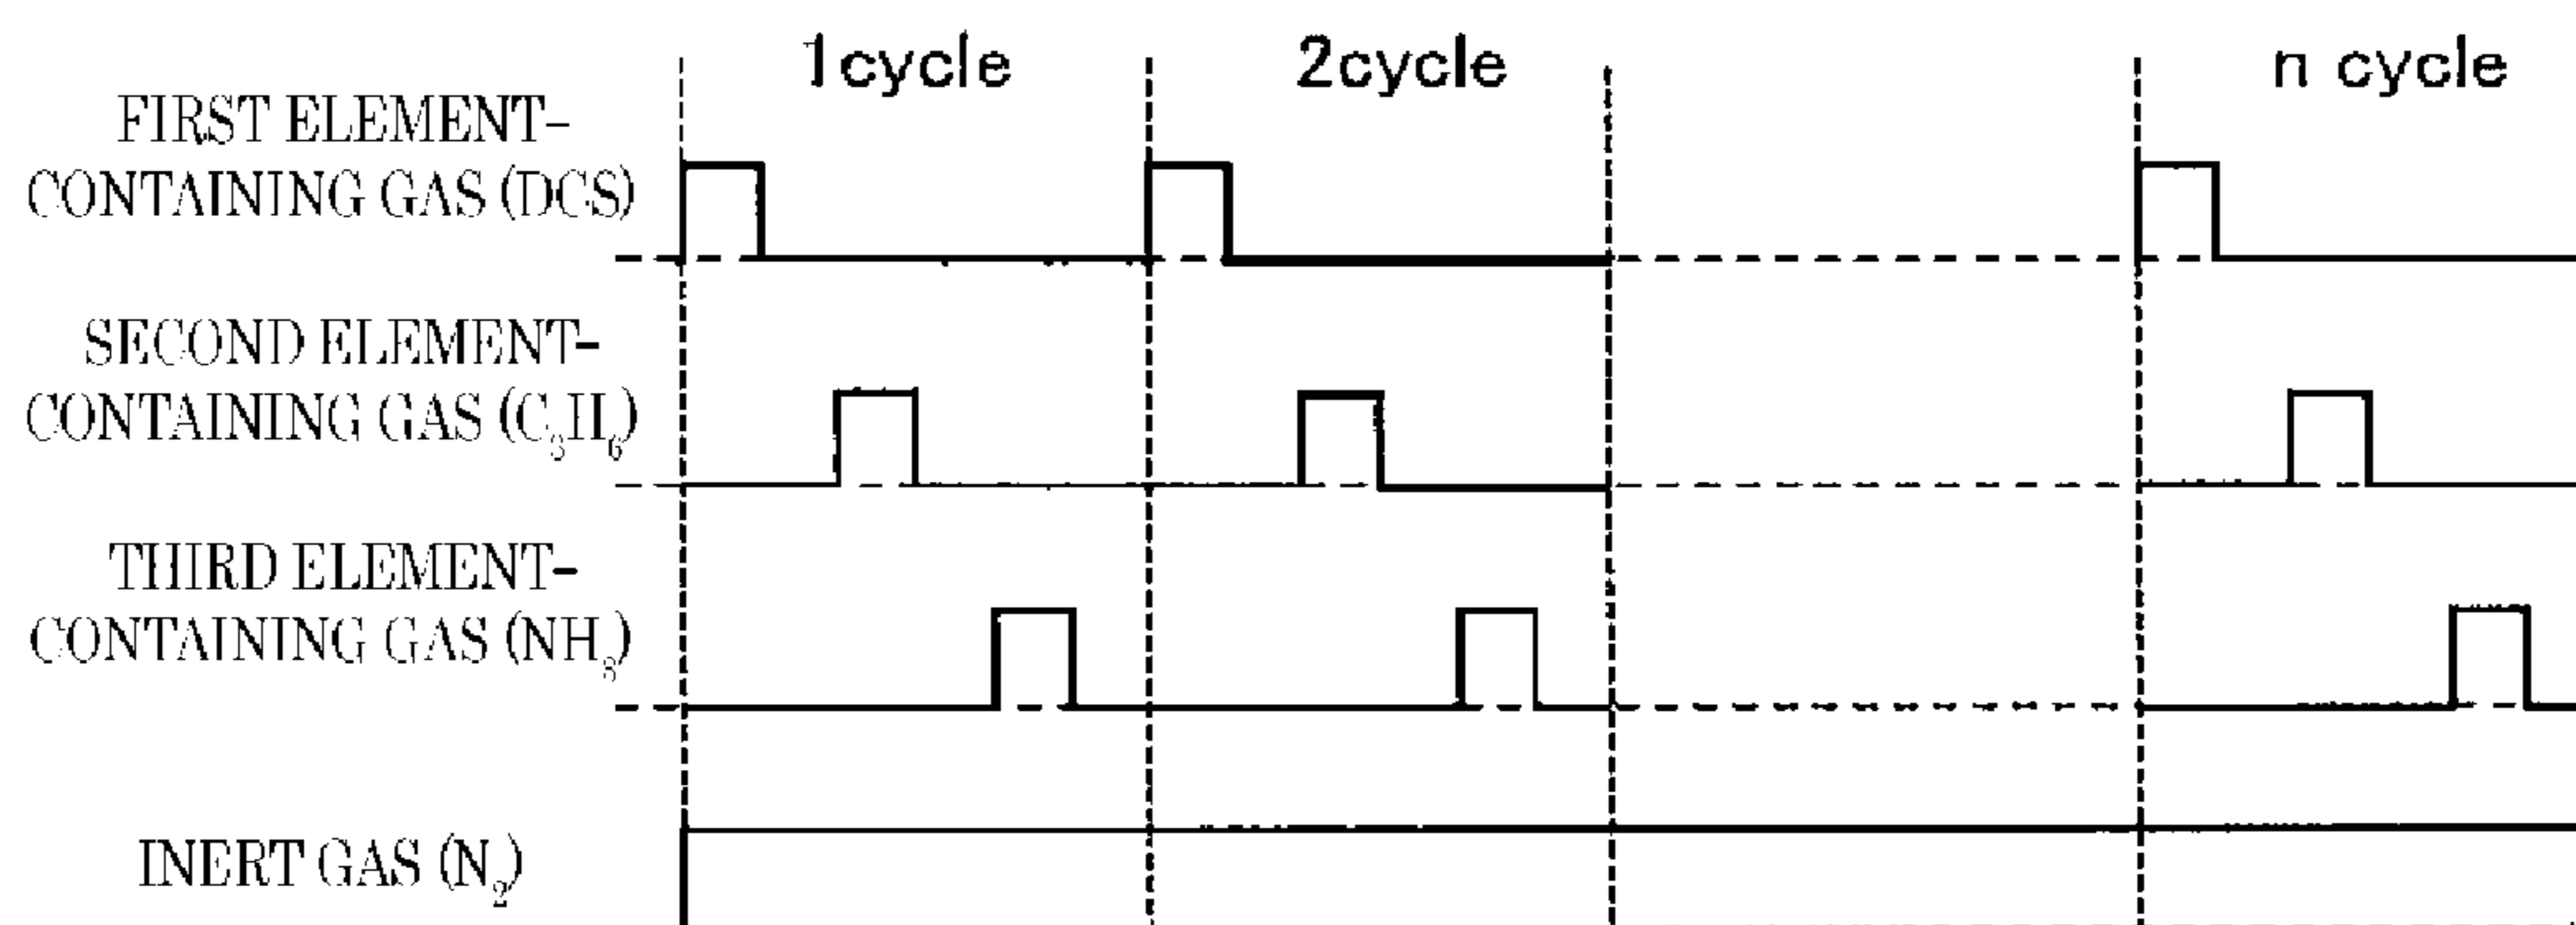 1cycle 2cycle n cycle
FIRST ELEMENT-
CONTAINING GAS (DCS)
SECOND ELEMENT-
CONTAINING GAS (C₃H₆)
THIRD ELEMENT-
CONTAINING GAS (NH₃)
INERT GAS (N₂)